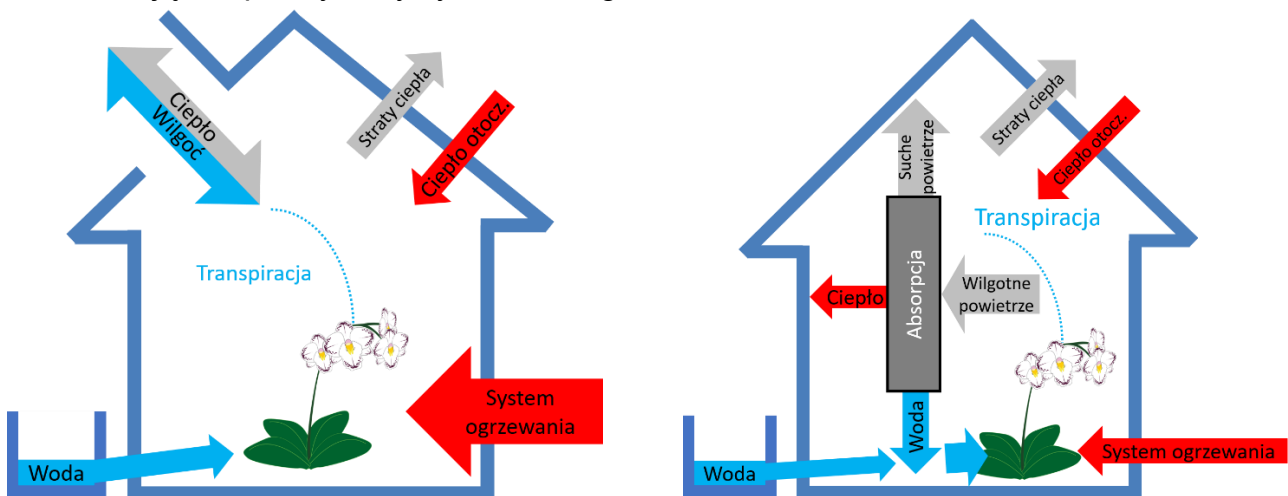 Ciepło
Wilgoć
Straty ciepła
Ciepło otocz.
Transpiracja
System
ogrzewania
Woda
Straty ciepła
Ciepło otocz.
Suche
powietrze
Transpiracja
Absorpcja
Ciepło
Wilgotne
powietrze
Woda
Woda
System ogrzewania